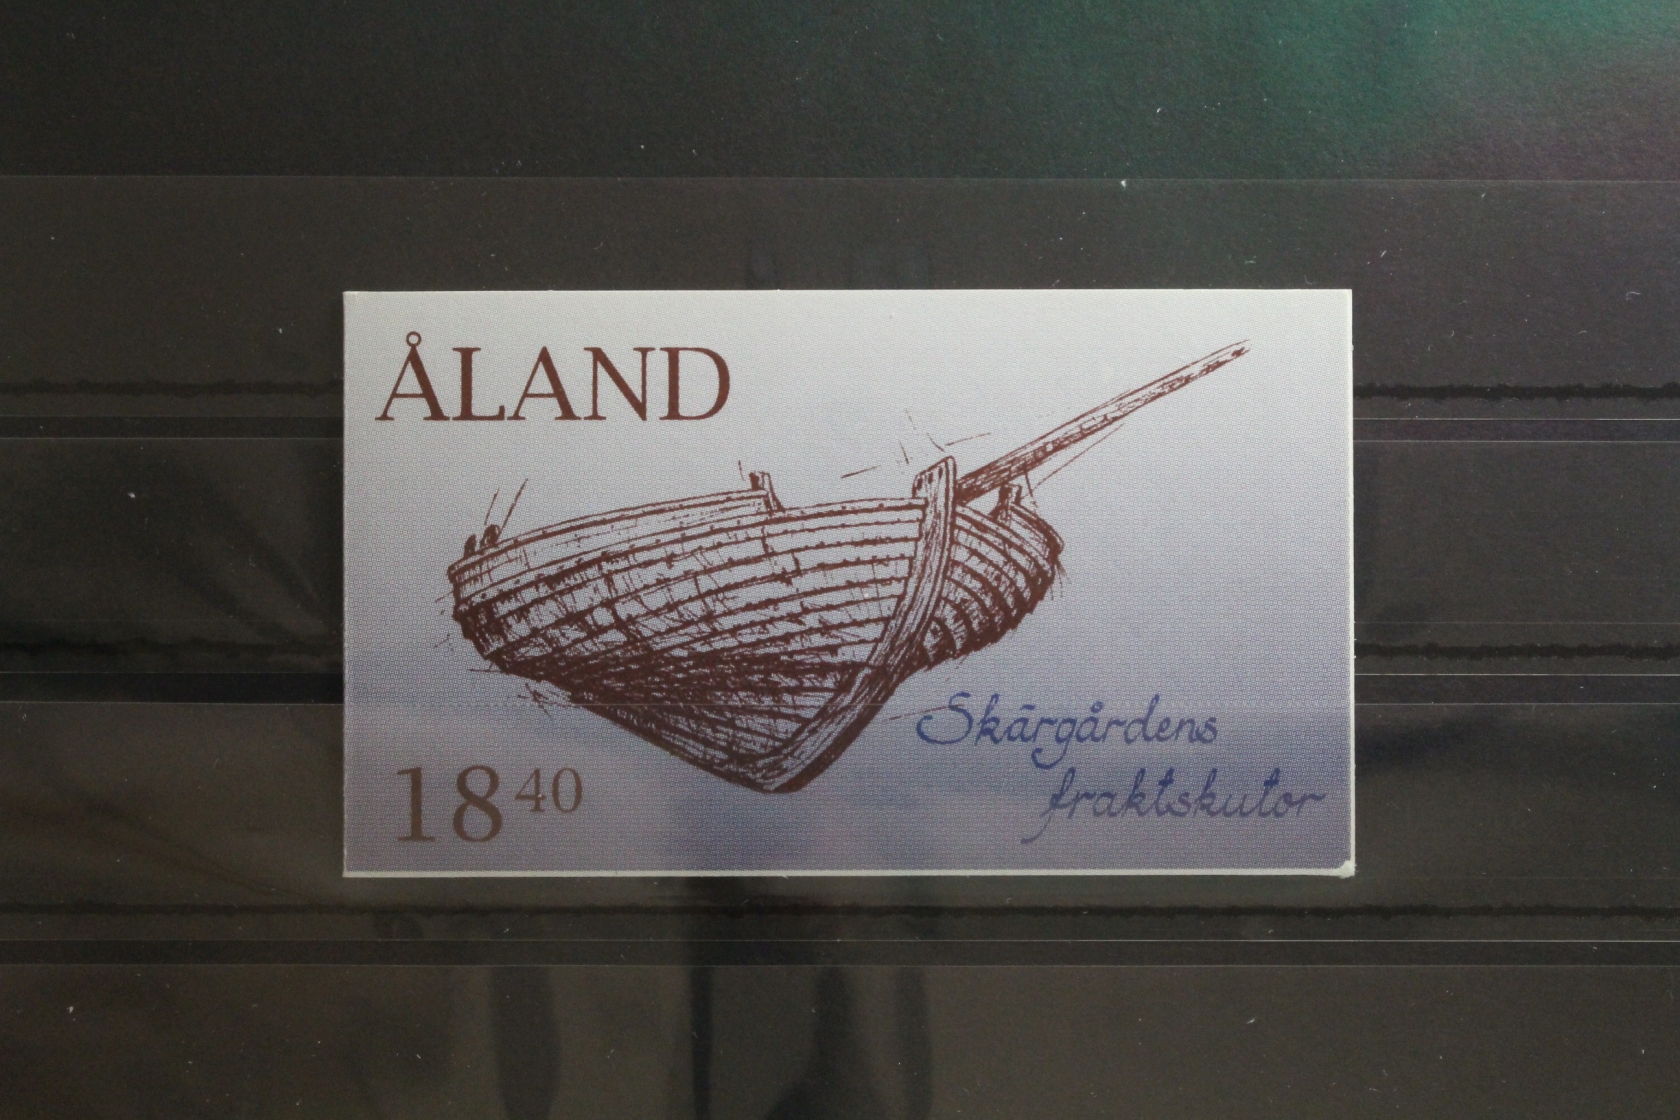 ÅLAND
Skärgårdens
fraktskutor
18 40